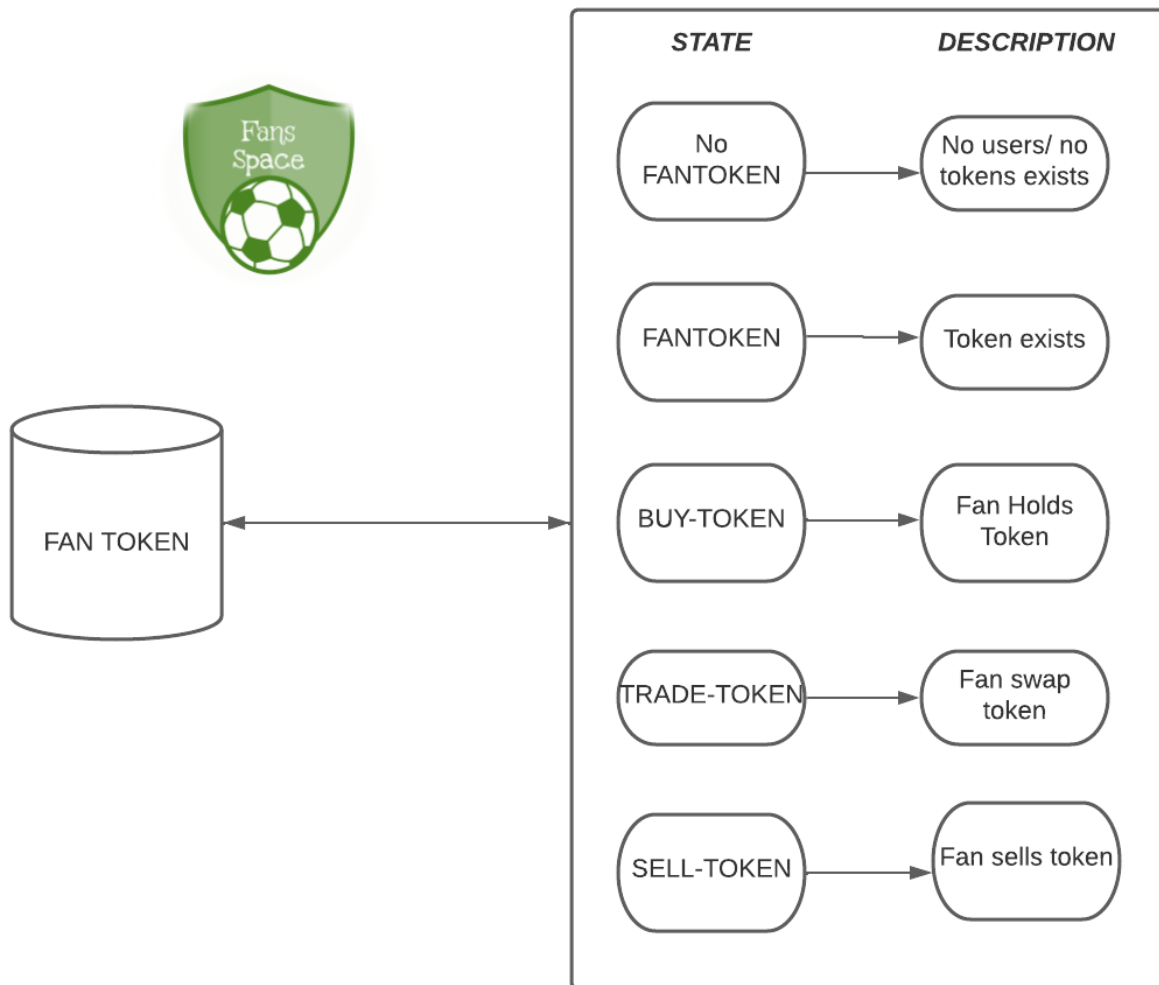 Fans
Space
FAN TOKEN
STATE
DESCRIPTION
No
FANTOKEN
No users/ no
tokens exists
FANTOKEN
Token exists
BUY-TOKEN
Fan Holds
Token
TRADE-TOKEN
Fan swap
token
SELL-TOKEN
Fan sells token